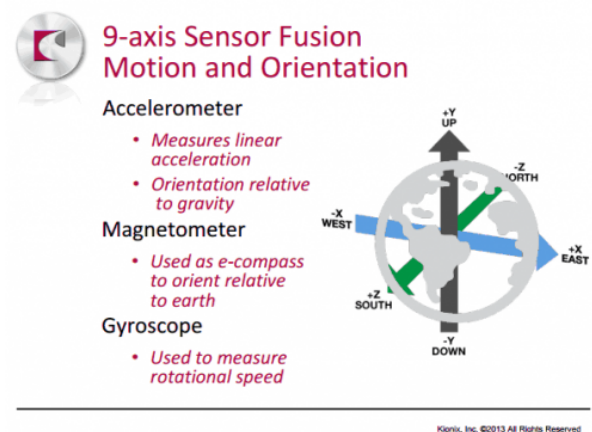 9-axis Sensor Fusion
Motion and Orientation
Accelerometer
• Measures linear
acceleration
• Orientation relative
to gravity
Magnetometer
• Used as e-compass
to orient relative
to earth
Gyroscope
• Used to measure
rotational speed
+Y
UP
-Z
NORTH
-X
WEST
+X
EAST
+Z
SOUTH
-Y
DOWN
Kionix, Inc. ©2013 All Rights Reserved